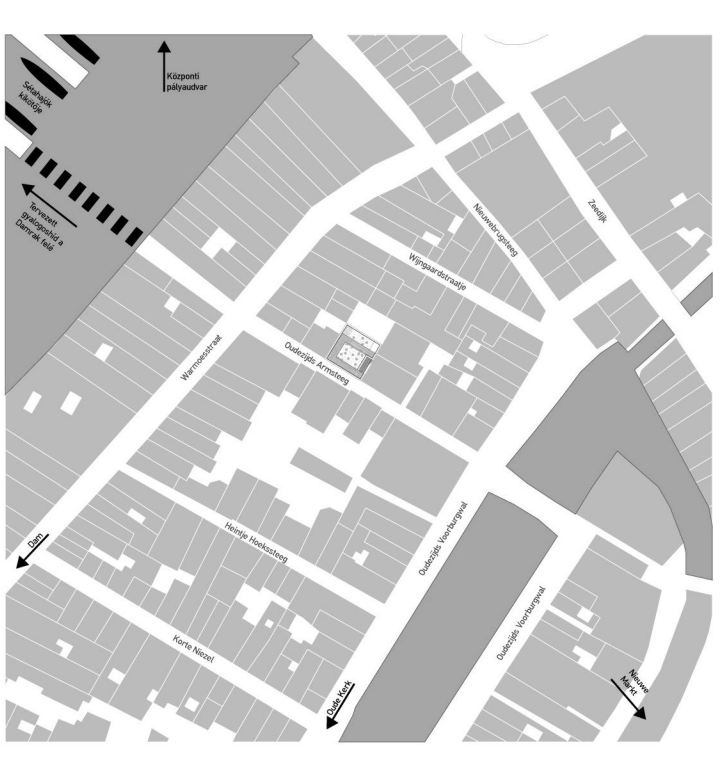 Központi
pályaudvar
Sétahajók
kikötője
Tervezett
gyalogoshíd a
Damrak felé
Nieuwebrugsteeg
Zeedijk
Wijngaardstraatje
Warmoesstraat
Oudezijds Armsteeg
Dam
Heintje Hoekssteeg
Oudezijds Voorburgwal
Oudezijds Voorburgwal
Korte Niezel
Oude Kerk
Nieuwe
Markt